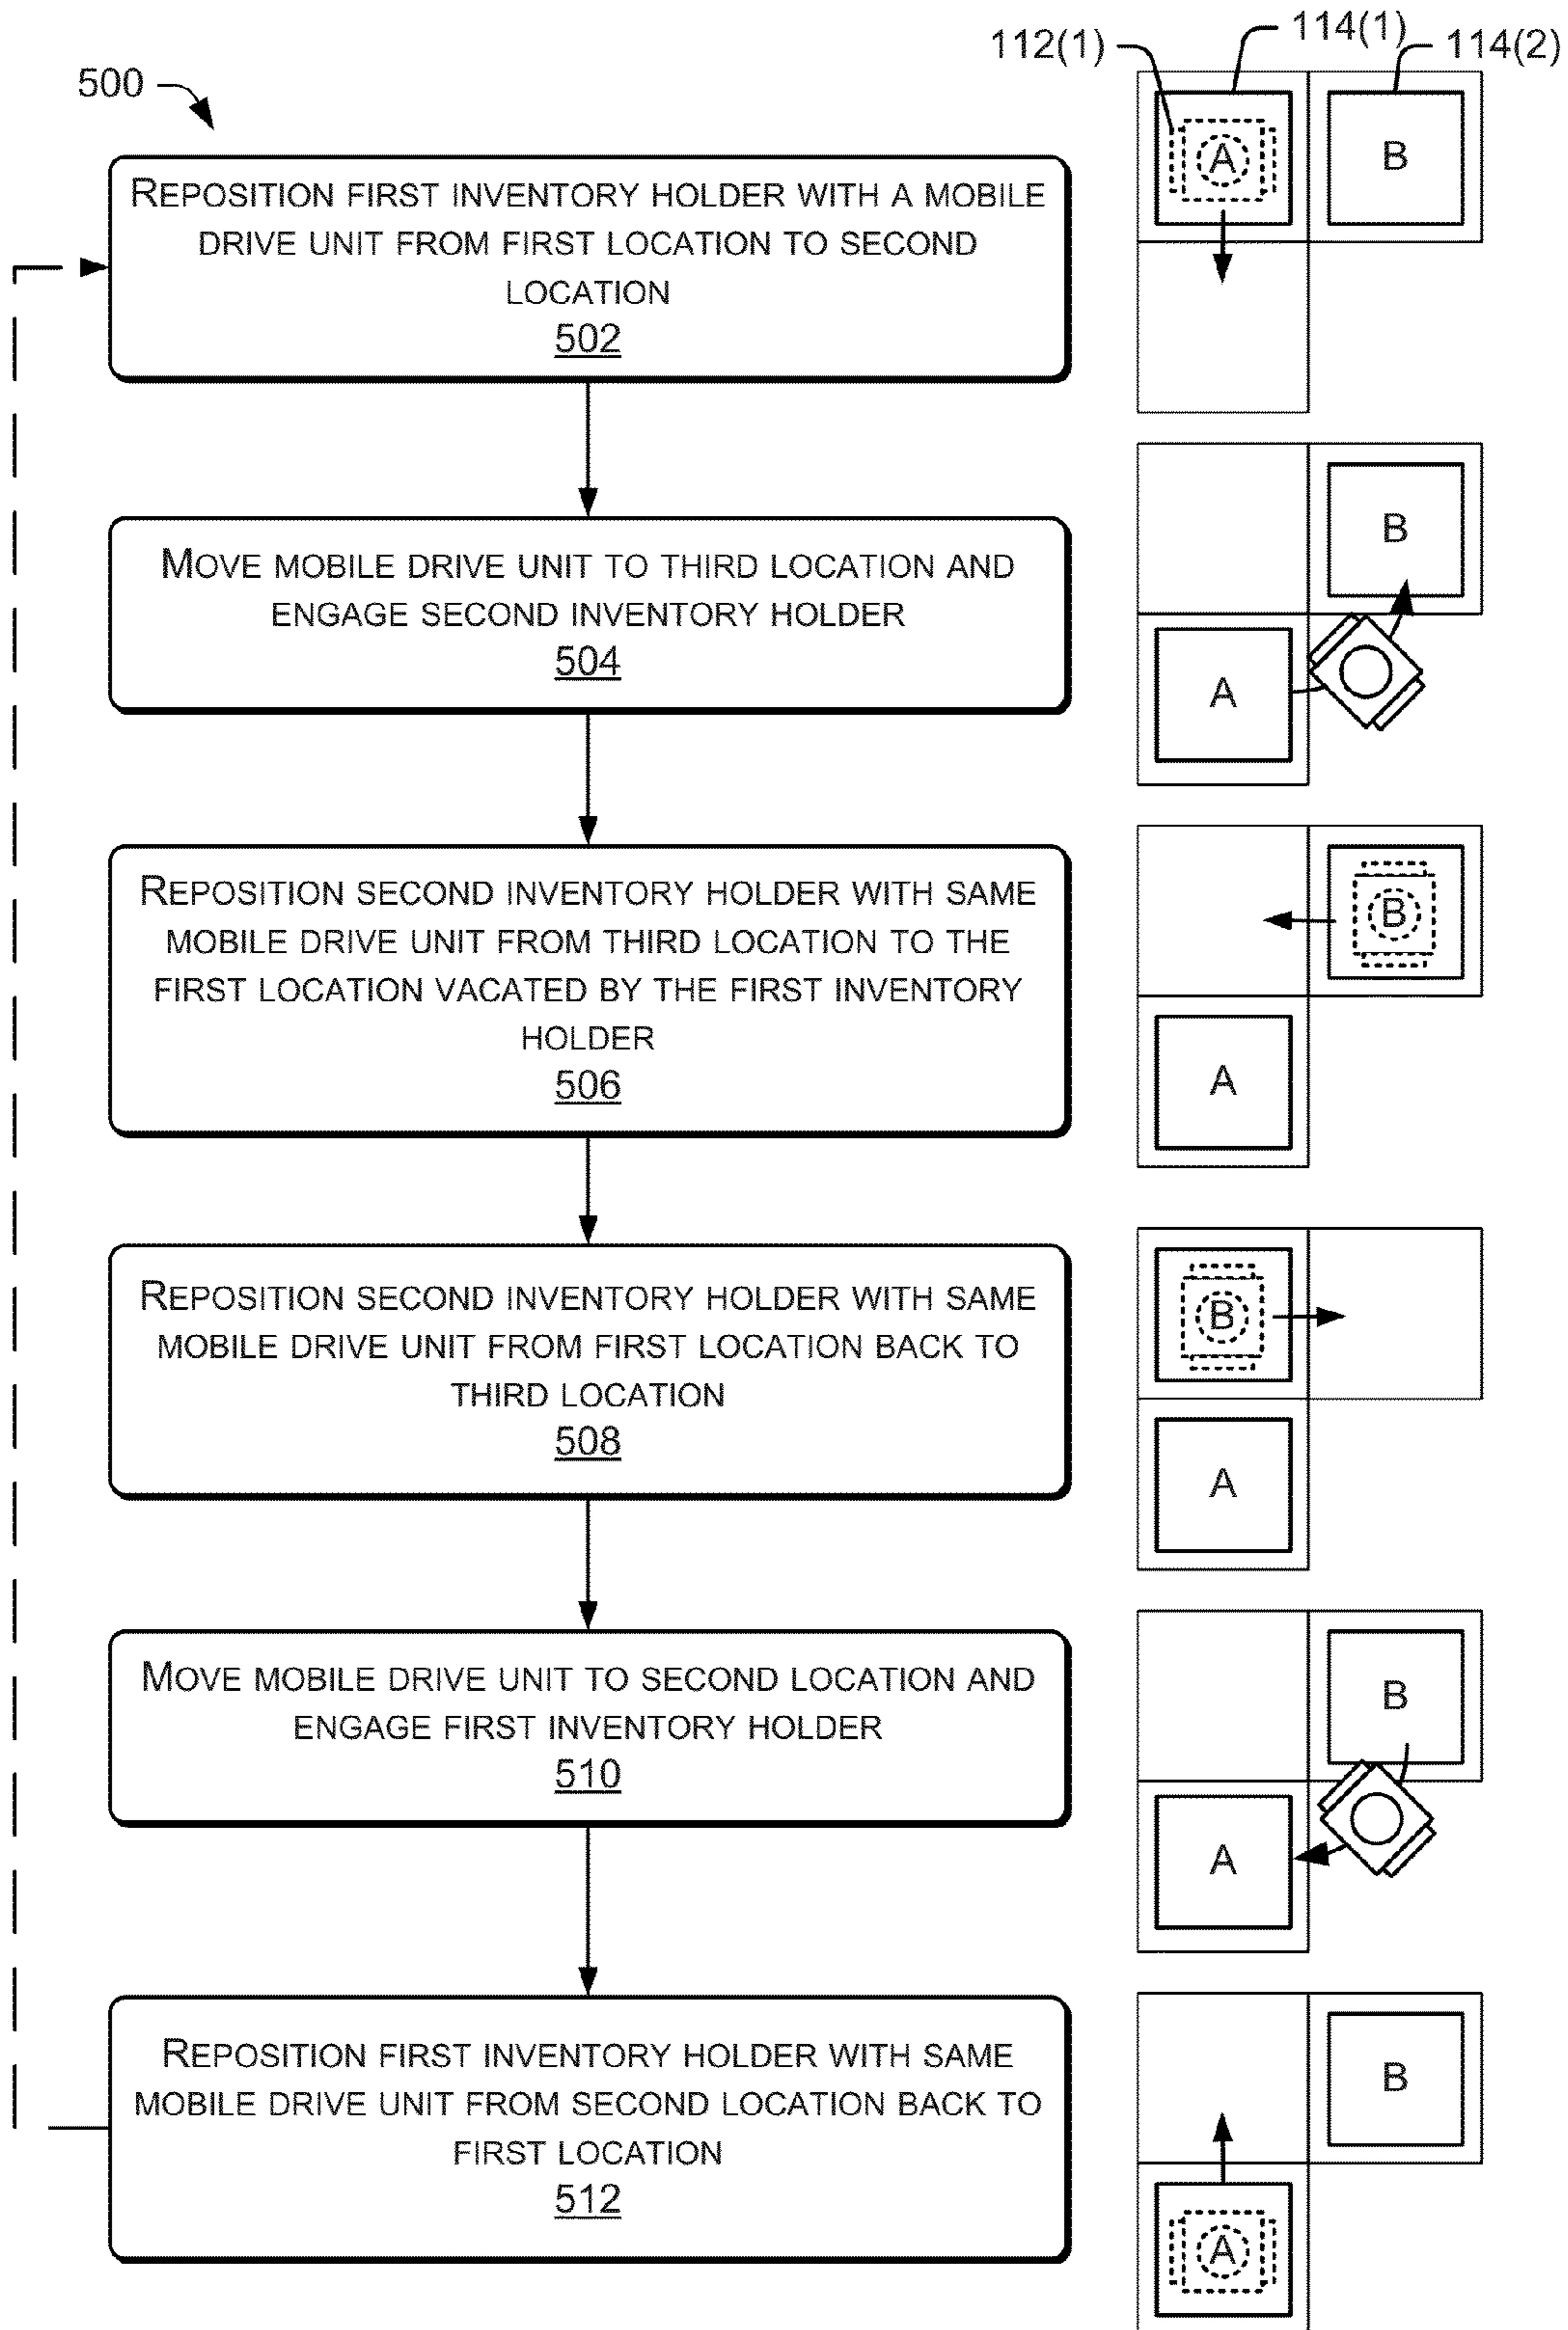 112(1)
114(1)
114(2)
500
A
B
REPOSITION FIRST INVENTORY HOLDER WITH A MOBILE
DRIVE UNIT FROM FIRST LOCATION TO SECOND
LOCATION
502
B
MOVE MOBILE DRIVE UNIT TO THIRD LOCATION AND
ENGAGE SECOND INVENTORY HOLDER
504
A
REPOSITION SECOND INVENTORY HOLDER WITH SAME
MOBILE DRIVE UNIT FROM THIRD LOCATION TO THE
FIRST LOCATION VACATED BY THE FIRST INVENTORY
HOLDER
506
B
A
REPOSITION SECOND INVENTORY HOLDER WITH SAME
MOBILE DRIVE UNIT FROM FIRST LOCATION BACK TO
THIRD LOCATION
508
B
A
MOVE MOBILE DRIVE UNIT TO SECOND LOCATION AND
ENGAGE FIRST INVENTORY HOLDER
510
B
A
REPOSITION FIRST INVENTORY HOLDER WITH SAME
MOBILE DRIVE UNIT FROM SECOND LOCATION BACK TO
FIRST LOCATION
512
B
A